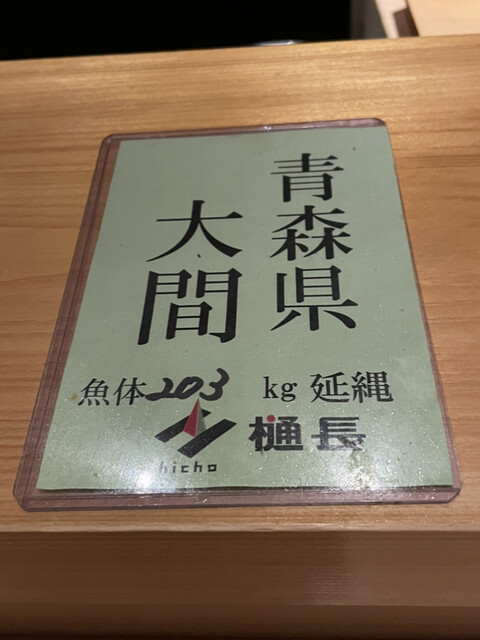 青森県
大間
魚体203 kg 延縄
hicho 樋長